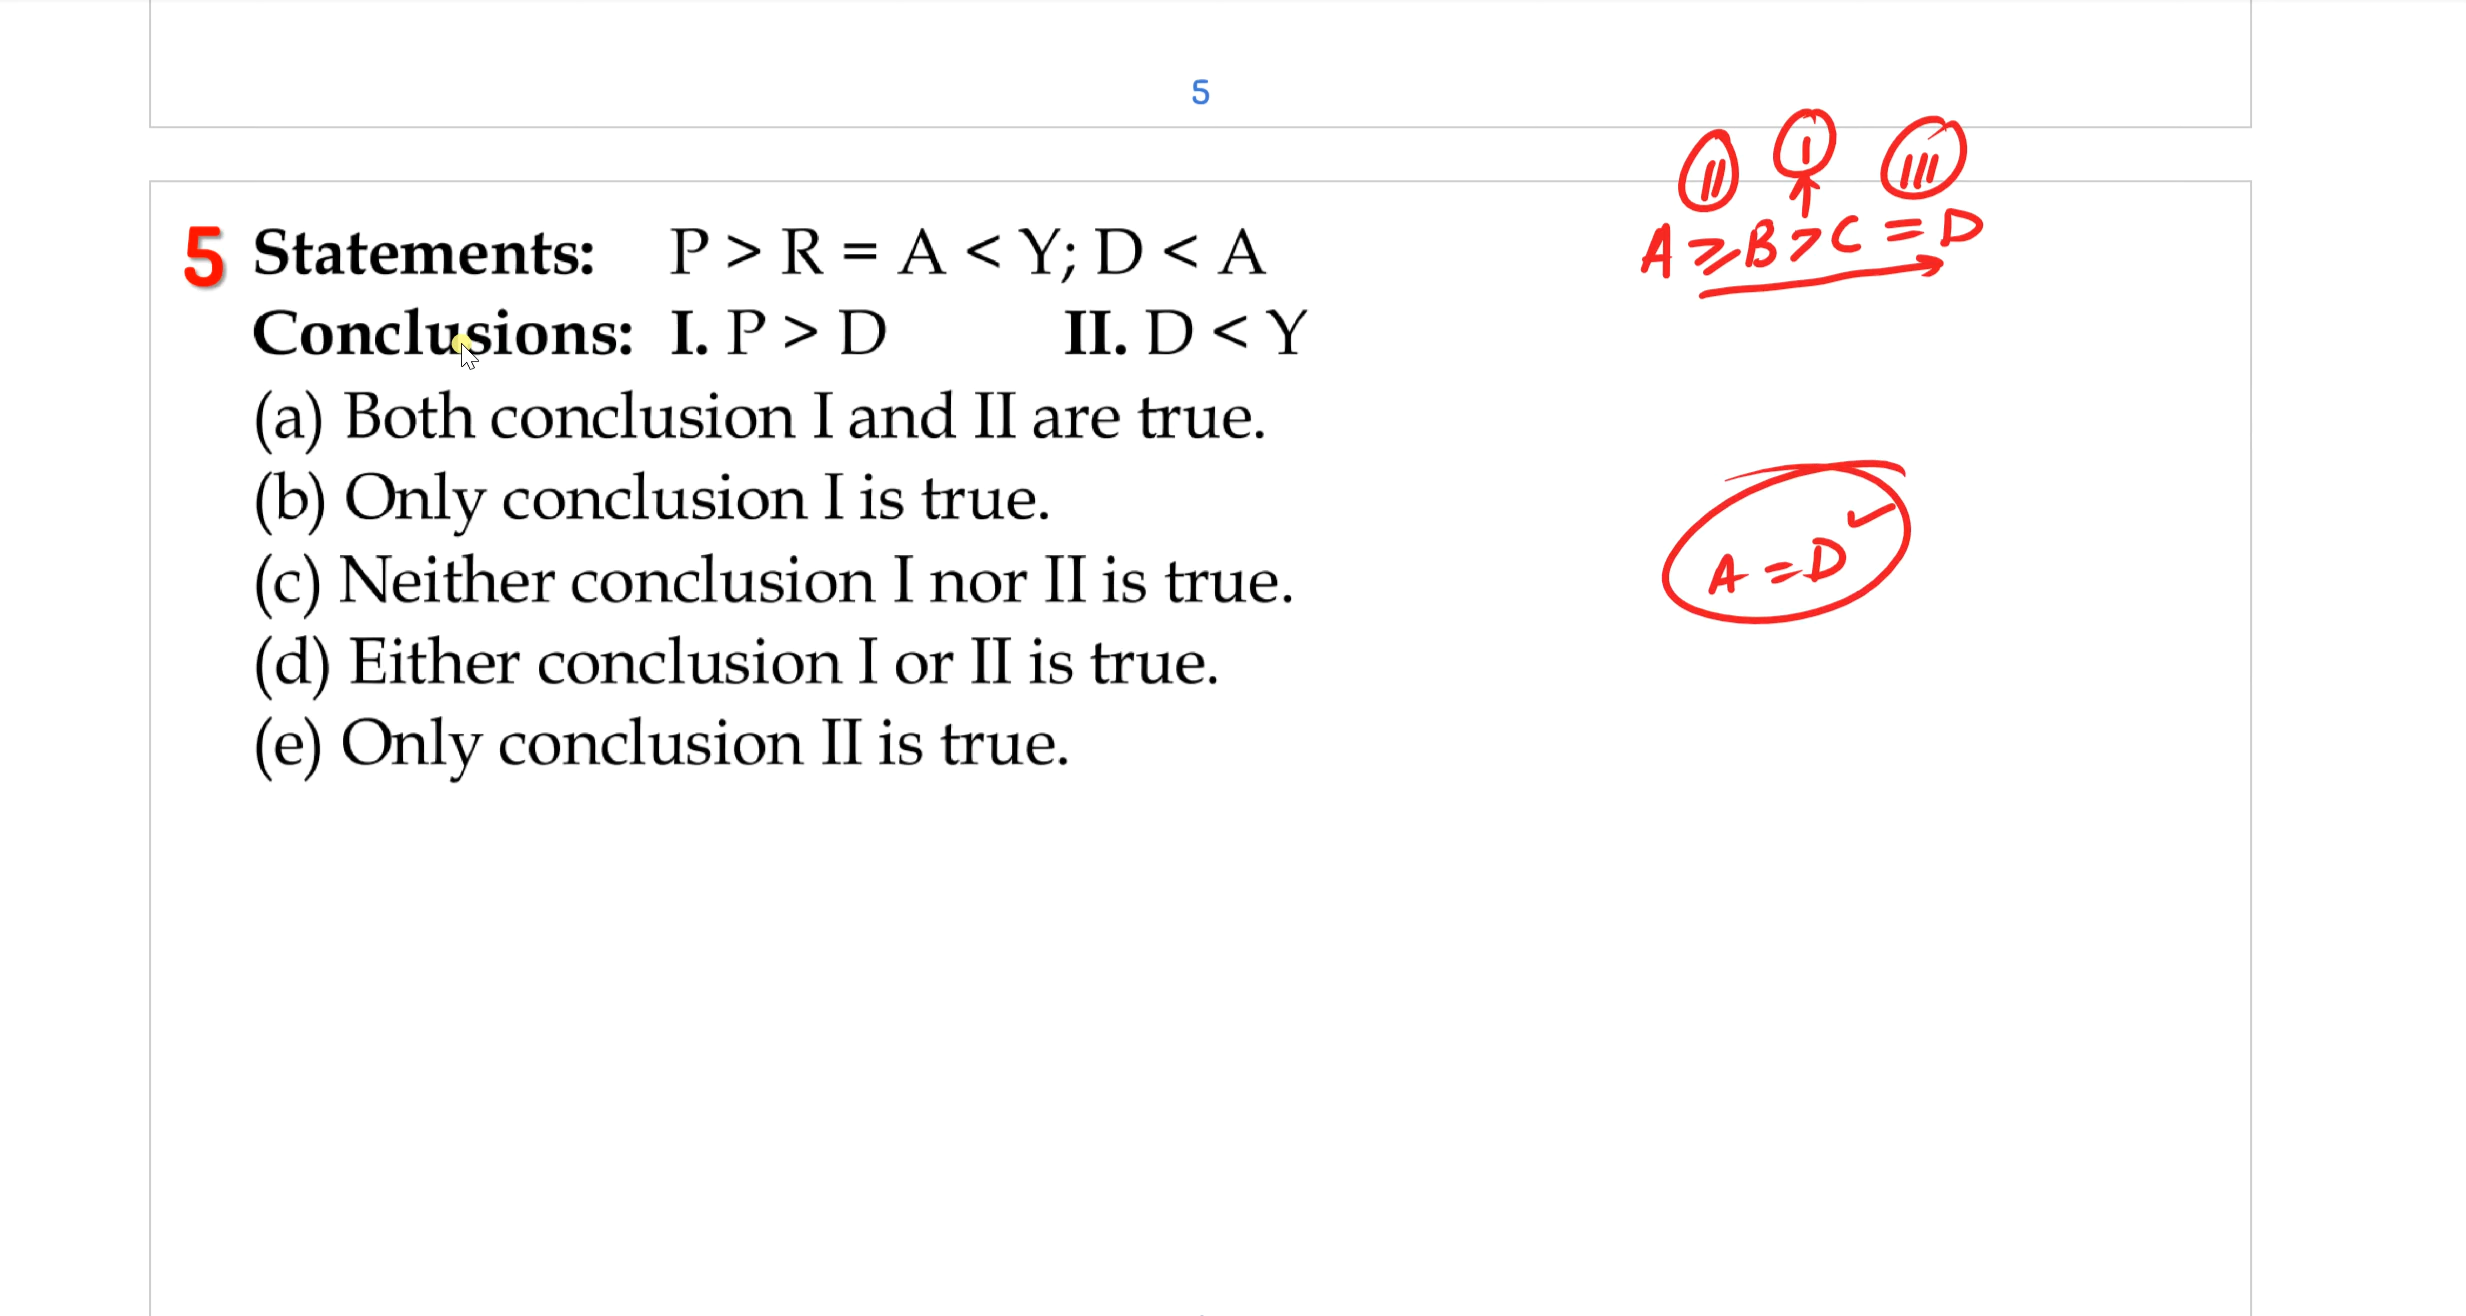 5
5 Statements: P > R = A < Y; D < A
Conclusions: I. P > D II. D < Y
(a) Both conclusion I and II are true.
(b) Only conclusion I is true.
(c) Neither conclusion I nor II is true.
(d) Either conclusion I or II is true.
(e) Only conclusion II is true.
II I III
A ≥ B > C = D
A = D ✓